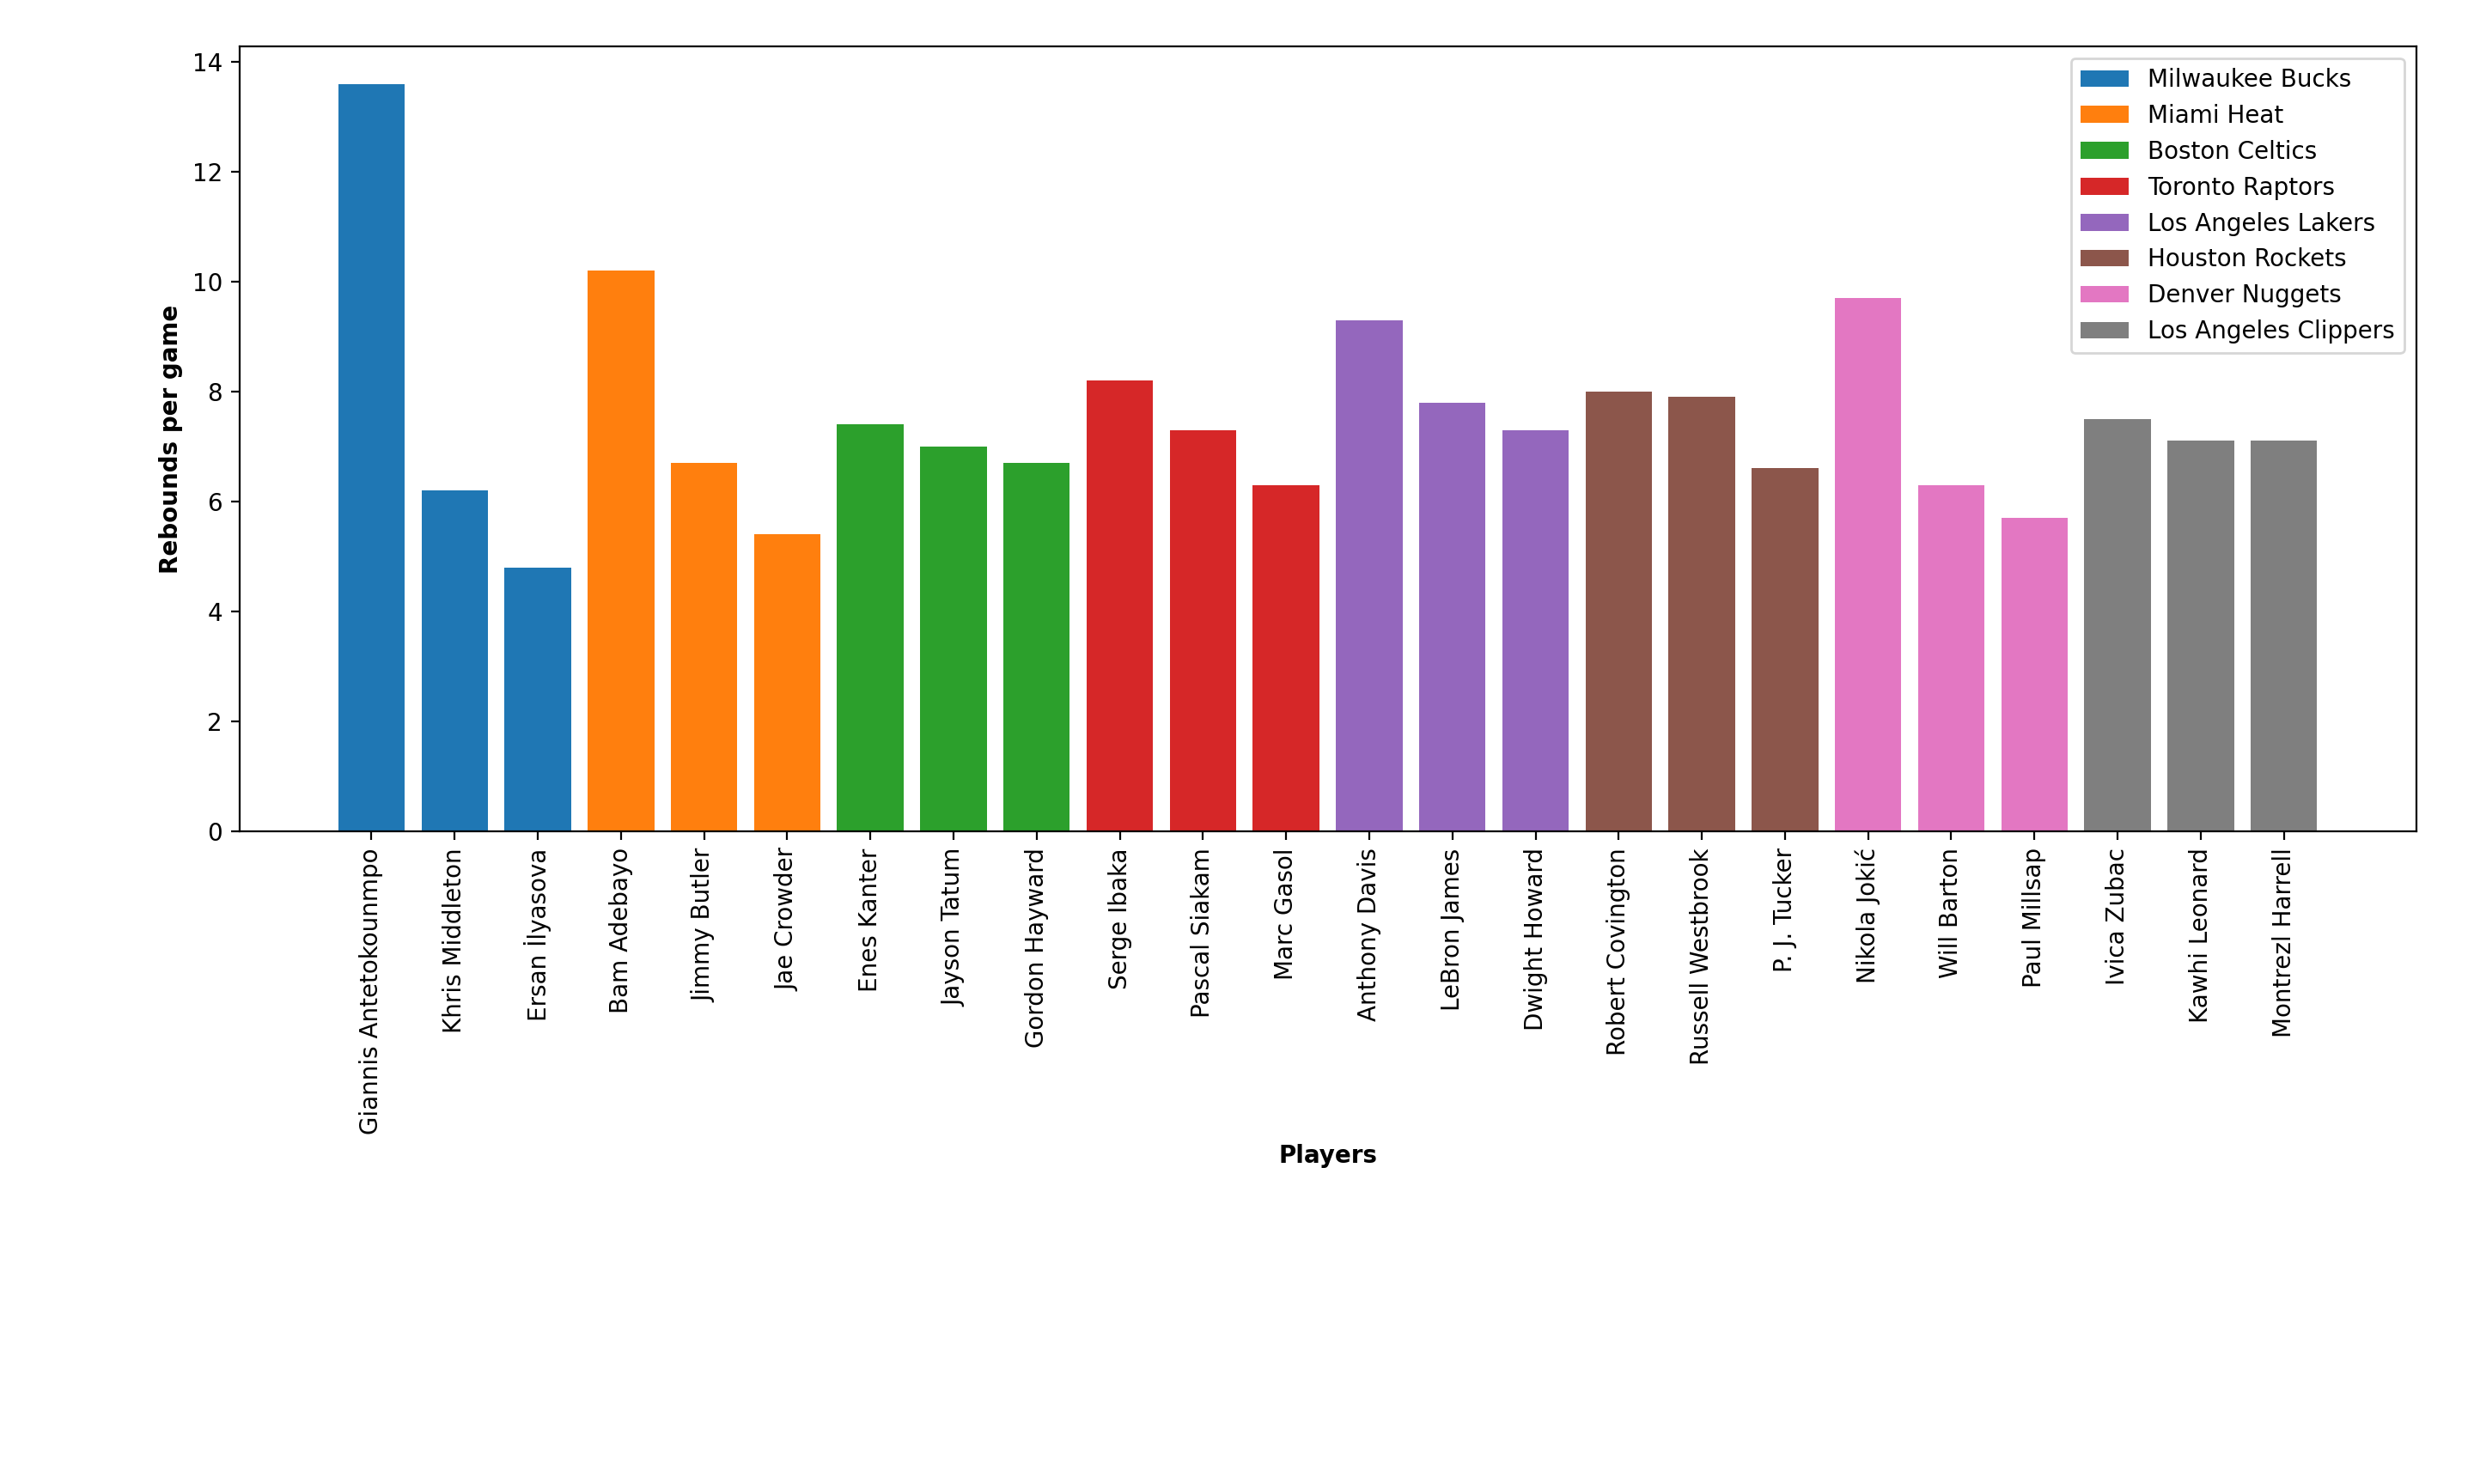 14
12
10
8
6
4
2
0
Rebounds per game
Milwaukee Bucks
Miami Heat
Boston Celtics
Toronto Raptors
Los Angeles Lakers
Houston Rockets
Denver Nuggets
Los Angeles Clippers
Giannis Antetokounmpo
Khris Middleton
Ersan İlyasova
Bam Adebayo
Jimmy Butler
Jae Crowder
Enes Kanter
Jayson Tatum
Gordon Hayward
Serge Ibaka
Pascal Siakam
Marc Gasol
Anthony Davis
LeBron James
Dwight Howard
Robert Covington
Russell Westbrook
P. J. Tucker
Nikola Jokić
Will Barton
Paul Millsap
Ivica Zubac
Kawhi Leonard
Montrezl Harrell
Players